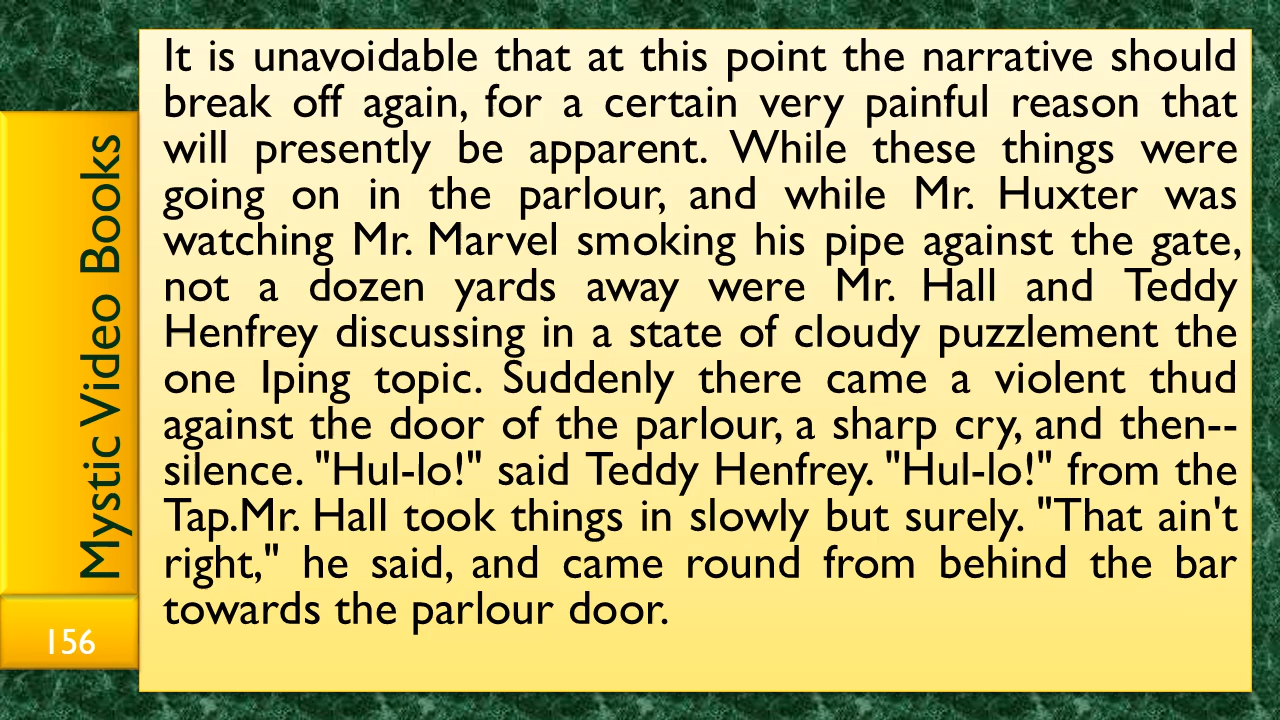 It is unavoidable that at this point the narrative should
break off again, for a certain very painful reason that
will presently be apparent. While these things were
going on in the parlour, and while Mr. Huxter was
watching Mr. Marvel smoking his pipe against the gate,
not a dozen yards away were Mr. Hall and Teddy
Henfrey discussing in a state of cloudy puzzlement the
one Iping topic. Suddenly there came a violent thud
against the door of the parlour, a sharp cry, and then--
silence. "Hul-lo!" said Teddy Henfrey. "Hul-lo!" from the
Tap.Mr. Hall took things in slowly but surely. "That ain't
right," he said, and came round from behind the bar
towards the parlour door.
Mystic Video Books
156